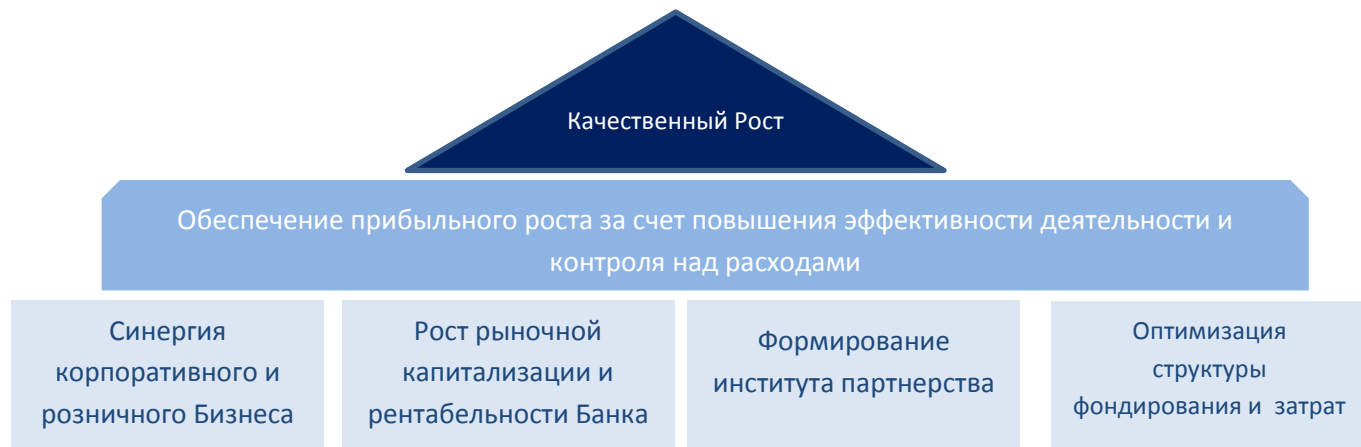 Качественный Рост
Обеспечение прибыльного роста за счет повышения эффективности деятельности и
контроля над расходами
Синергия
корпоративного и
розничного Бизнеса
Рост рыночной
капитализации и
рентабельности Банка
Формирование
института партнерства
Оптимизация
структуры
фондирования и затрат